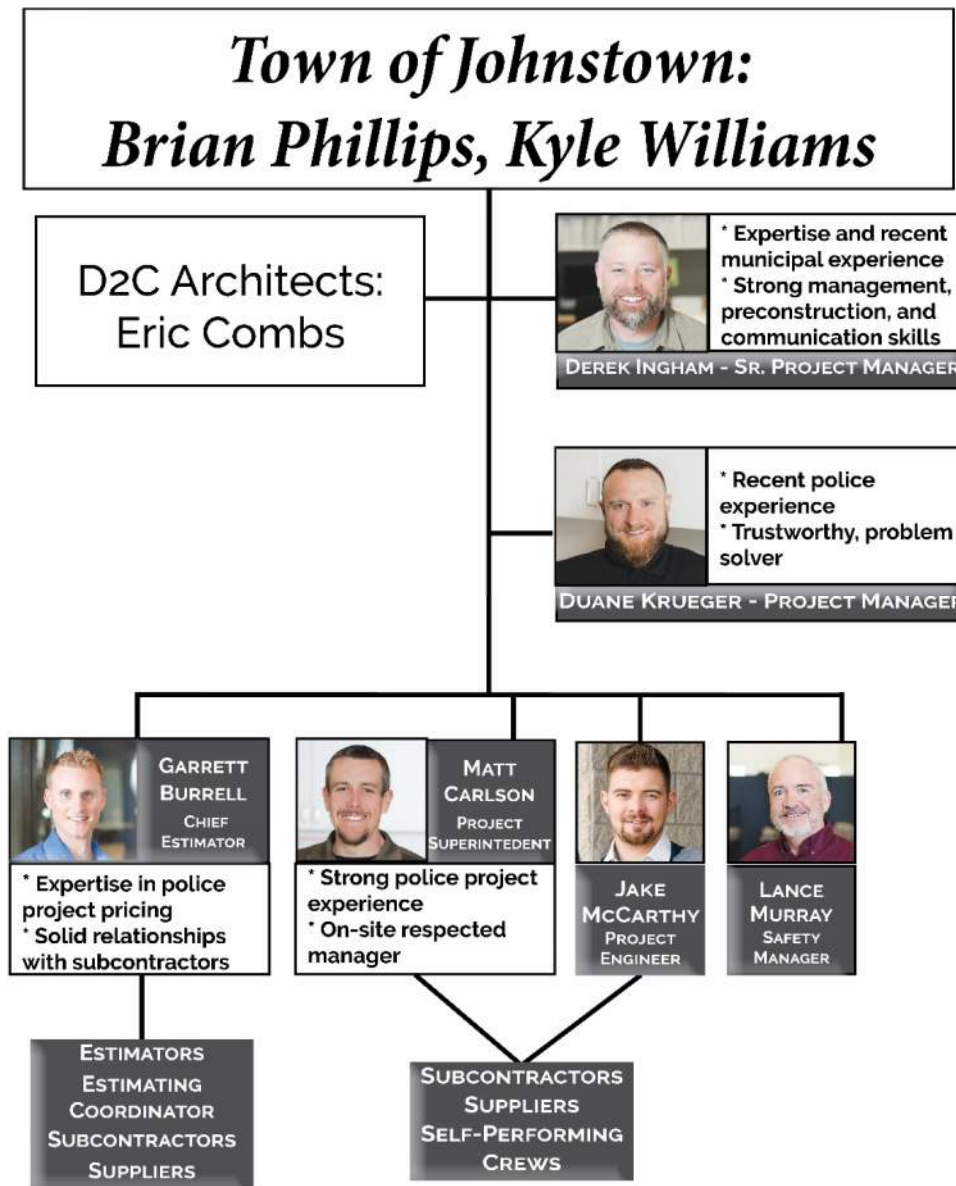 Town of Johnstown:
Brian Phillips, Kyle Williams
D2C Architects:
Eric Combs
* Expertise and recent
municipal experience
* Strong management,
preconstruction, and
communication skills
DEREK INGHAM - SR. PROJECT MANAGER
* Recent police
experience
* Trustworthy, problem
solver
DUANE KRUEGER - PROJECT MANAGER
GARRETT
BURRELL
CHIEF
ESTIMATOR
* Expertise in police
project pricing
* Solid relationships
with subcontractors
MATT
CARLSON
PROJECT
SUPERINTEDENT
* Strong police project
experience
* On-site respected
manager
JAKE
MCCARTHY
PROJECT
ENGINEER
LANCE
MURRAY
SAFETY
MANAGER
ESTIMATORS
ESTIMATING
COORDINATOR
SUBCONTRACTORS
SUPPLIERS
SUBCONTRACTORS
SUPPLIERS
SELF-PERFORMING
CREWS